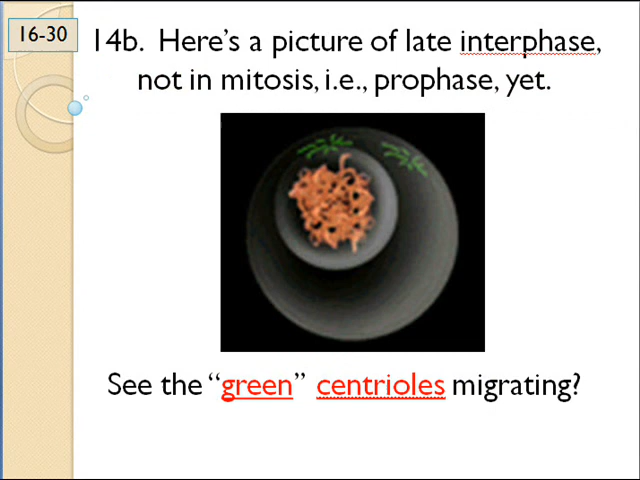 16-30
14b. Here's a picture of late interphase,
not in mitosis, i.e., prophase, yet.
See the “green” centrioles migrating?